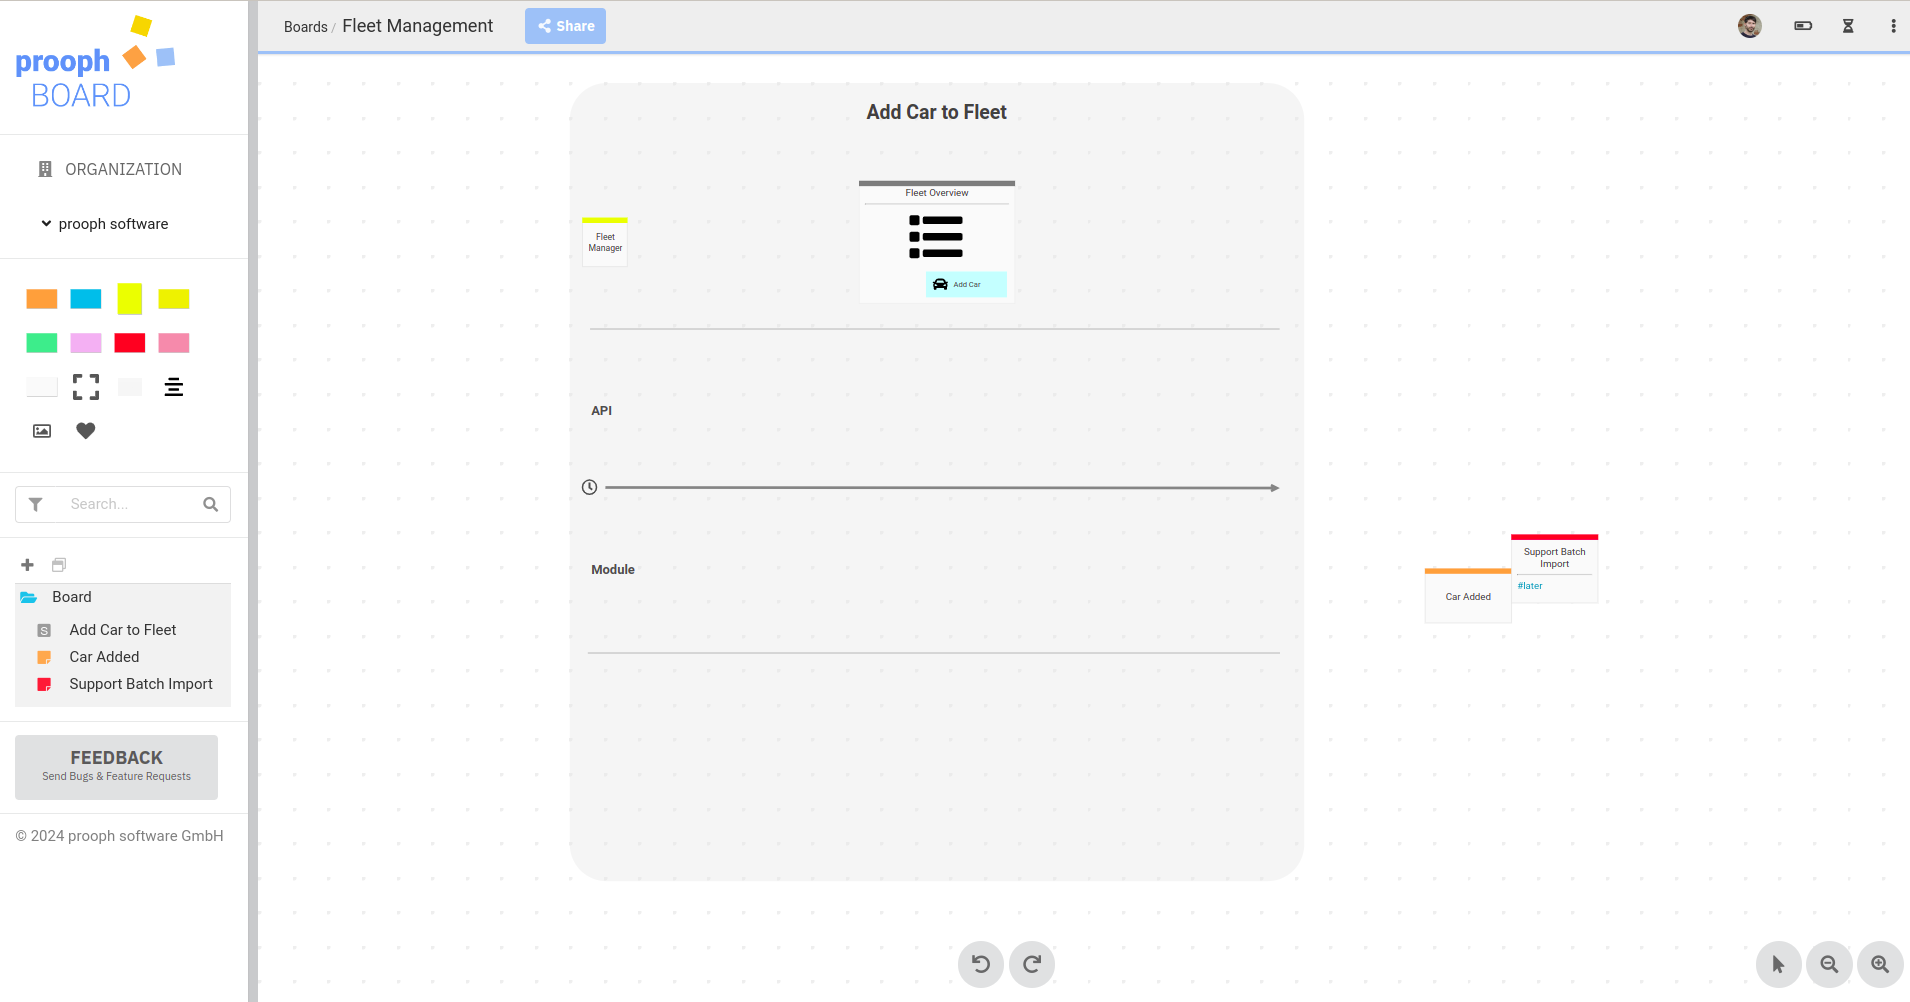 prooph
BOARD
ORGANIZATION
prooph software
Search...
Board
S Add Car to Fleet
Car Added
Support Batch Import
FEEDBACK
Send Bugs & Feature Requests
© 2024 prooph software GmbH
Boards / Fleet Management
Share
Add Car to Fleet
Fleet
Manager
Fleet Overview
Add Car
API
Module
Car Added
Support Batch
Import
#later